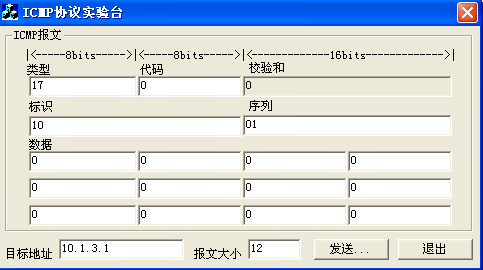 ICMP协议实验台
ICMP报文
|<-----8bits----->|<-----8bits----->|<-------------16bits------------->|
类型 代码 校验和
17 0 0
标识 序列
10 01
数据
0 0 0 0
0 0 0 0
0 0 0 0
目标地址 10.1.3.1 报文大小 12 发送... 退出